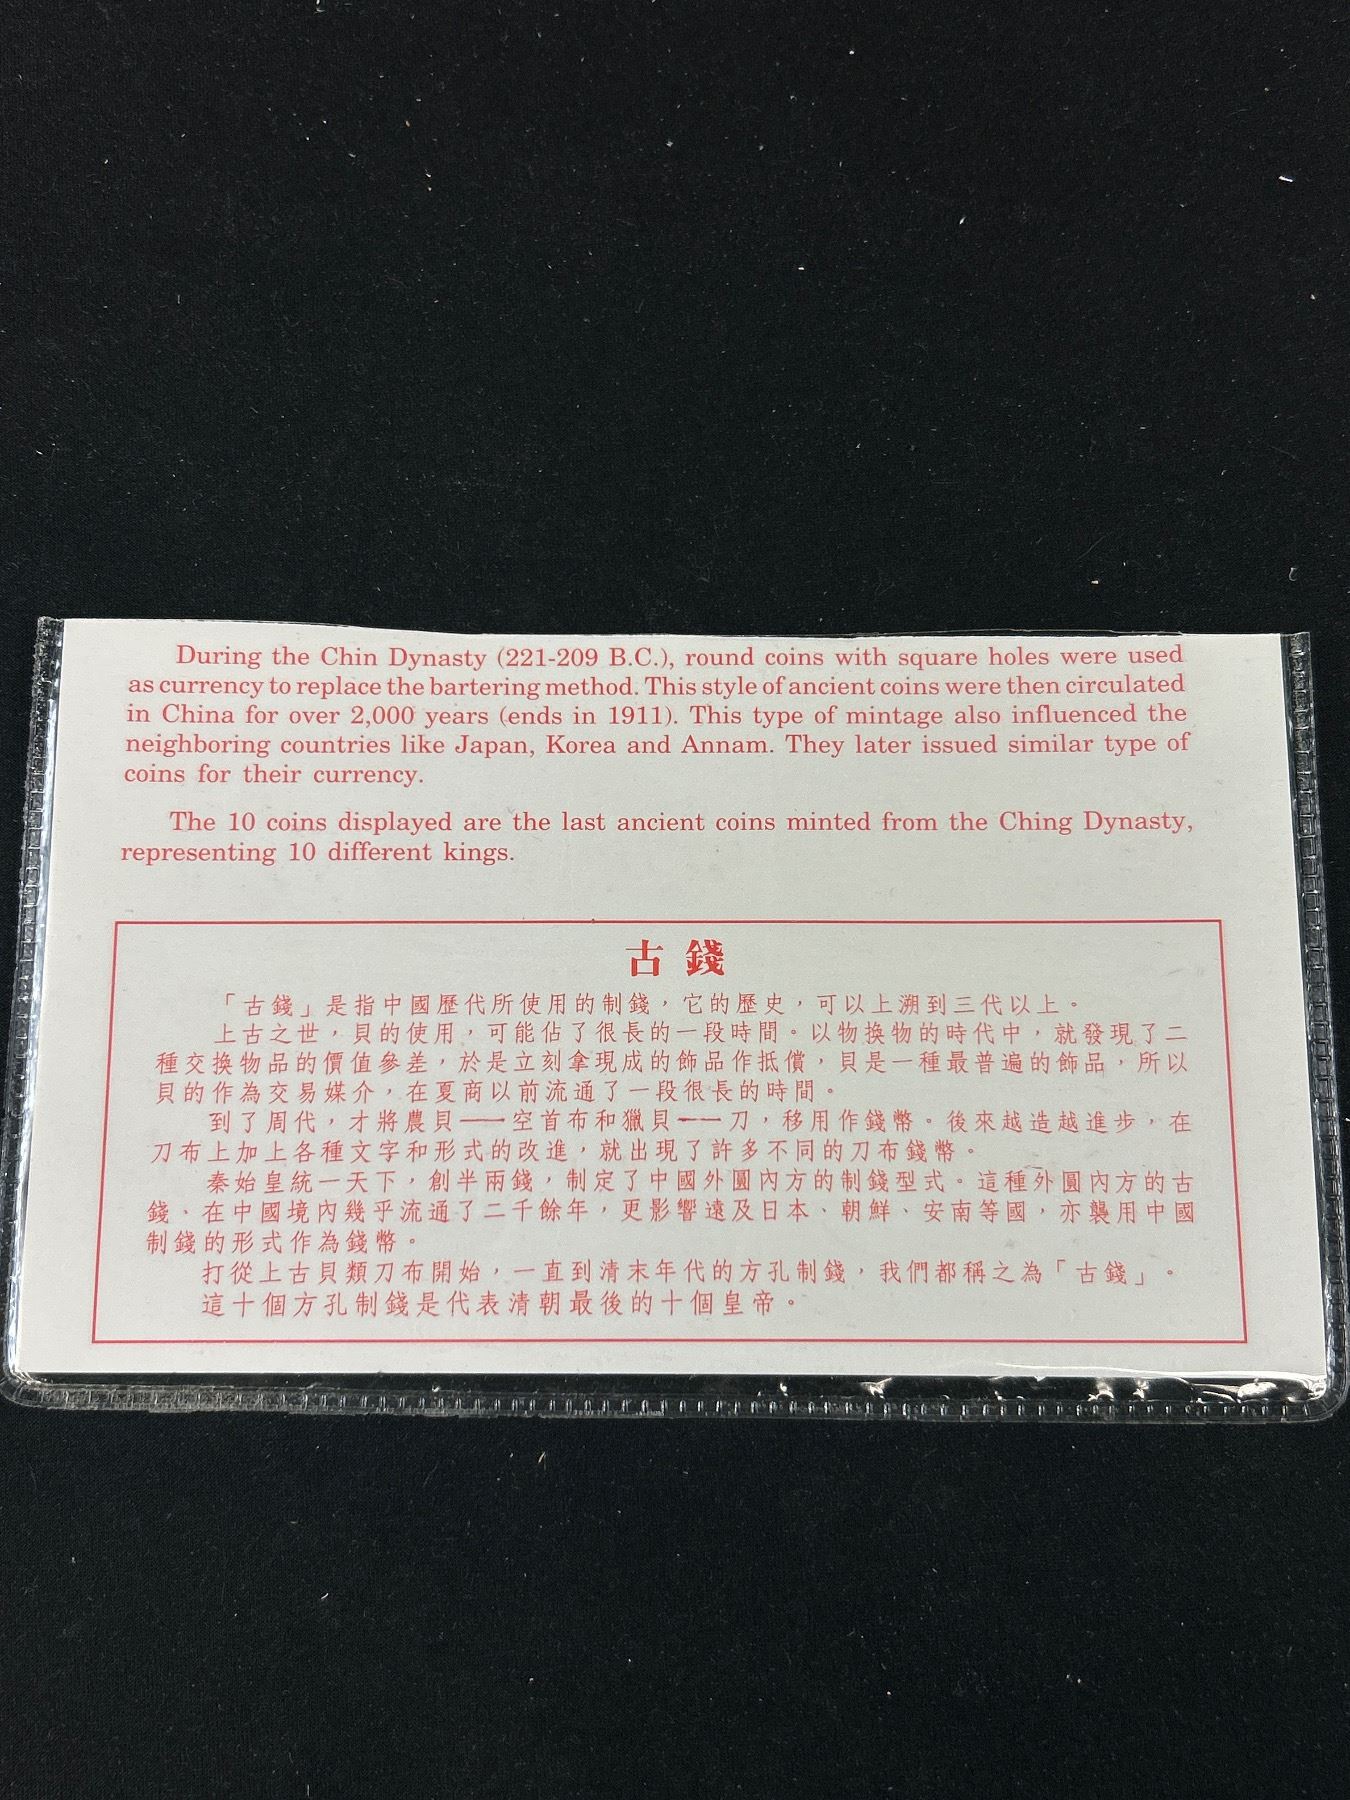 During the Chin Dynasty (221-209 B.C.), round coins with square holes were used
as currency to replace the bartering method. This style of ancient coins were then circulated
in China for over 2,000 years (ends in 1911). This type of mintage also influenced the
neighboring countries like Japan, Korea and Annam. They later issued similar type of
coins for their currency.
The 10 coins displayed are the last ancient coins minted from the Ching Dynasty,
representing 10 different kings.
古錢
「古錢」是指中國歷代所使用的制錢，它的歷史，可以上溯到三代以上。
上古之世，貝的使用，可能佔了很長的一段時間。以物換物的時代中，就發現了二
種交換物品的價值參差，於是立刻拿現成的飾品作抵償，貝是一種最普遍的飾品，所以
貝的作為交易媒介，在夏商以前流通了一段很長的時間。
到了周代，才將農貝——空首布和獵貝——刀，移用作錢幣。後來越造越進步，在
刀布上加上各種文字和形式的改進，就出現了許多不同的刀布錢幣。
秦始皇統一天下，創半兩錢，制定了中國外圓內方的制錢型式。這種外圓內方的古
錢、在中國境內幾乎流通了二千餘年，更影響遠及日本、朝鮮、安南等國，亦襲用中國
制錢的形式作為錢幣。
打從上古貝類刀布開始，一直到清末年代的方孔制錢，我們都稱之為「古錢」。
這十個方孔制錢是代表清朝最後的十個皇帝。